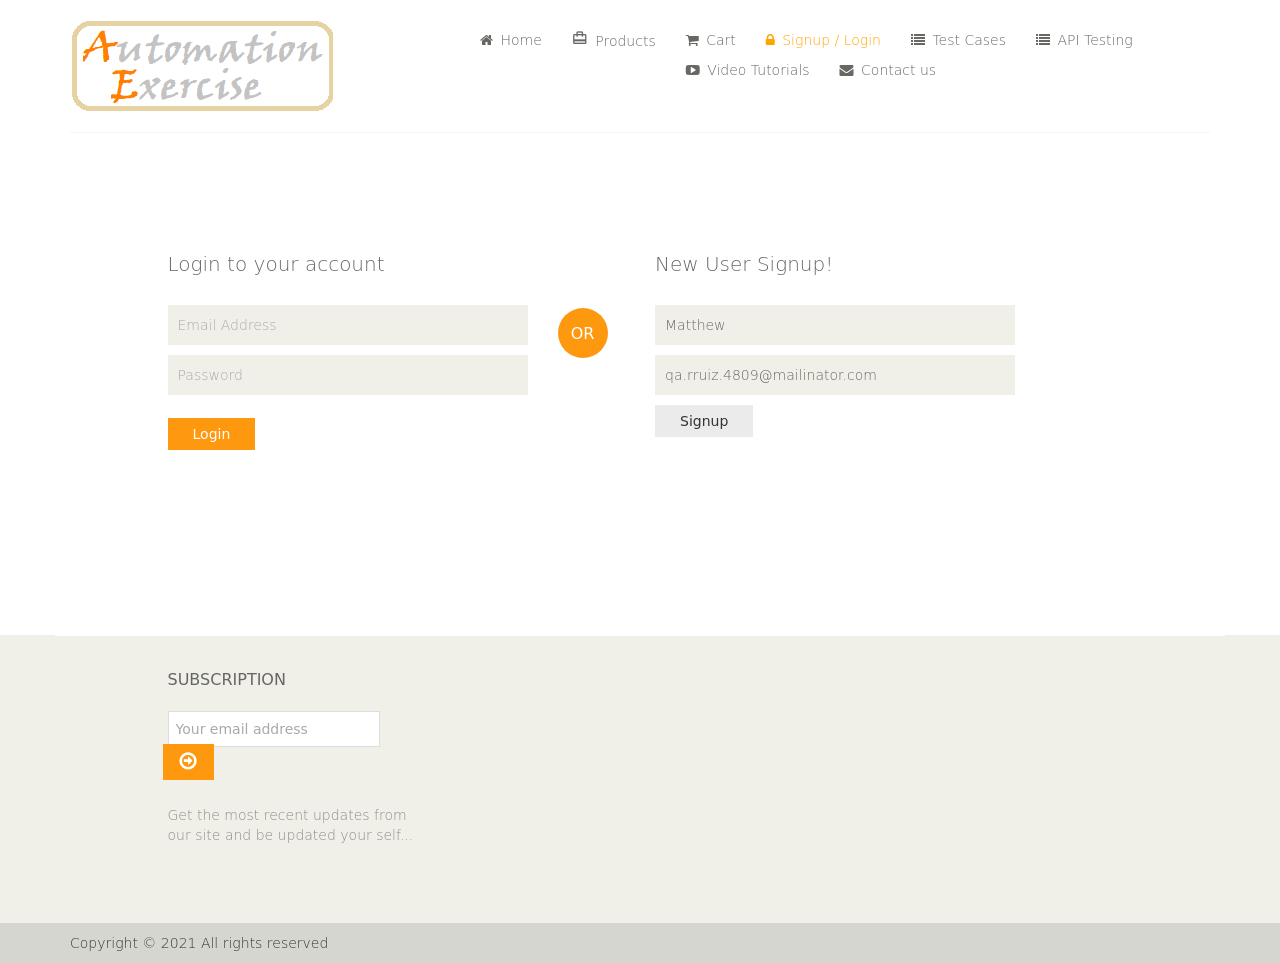 Automation
Exercise
Home
Products
Cart
Signup / Login
Test Cases
API Testing
Video Tutorials
Contact us
Login to your account
Email Address
Password
Login
OR
New User Signup!
Matthew
qa.rruiz.4809@mailinator.com
Signup
SUBSCRIPTION
Your email address
Get the most recent updates from
our site and be updated your self...
Copyright © 2021 All rights reserved